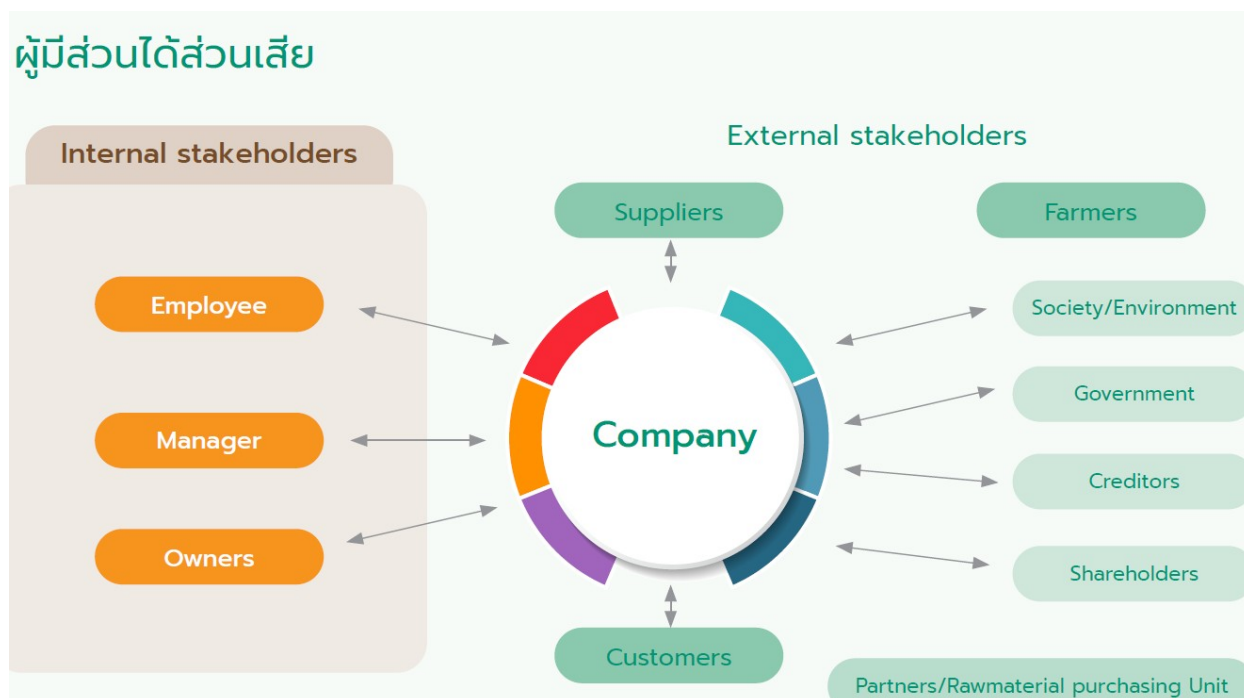 ผู้มีส่วนได้ส่วนเสีย
Internal stakeholders
External stakeholders
Suppliers
Farmers
Employee
Society/Environment
Government
Manager
Company
Creditors
Owners
Shareholders
Customers
Partners/Rawmaterial purchasing Unit